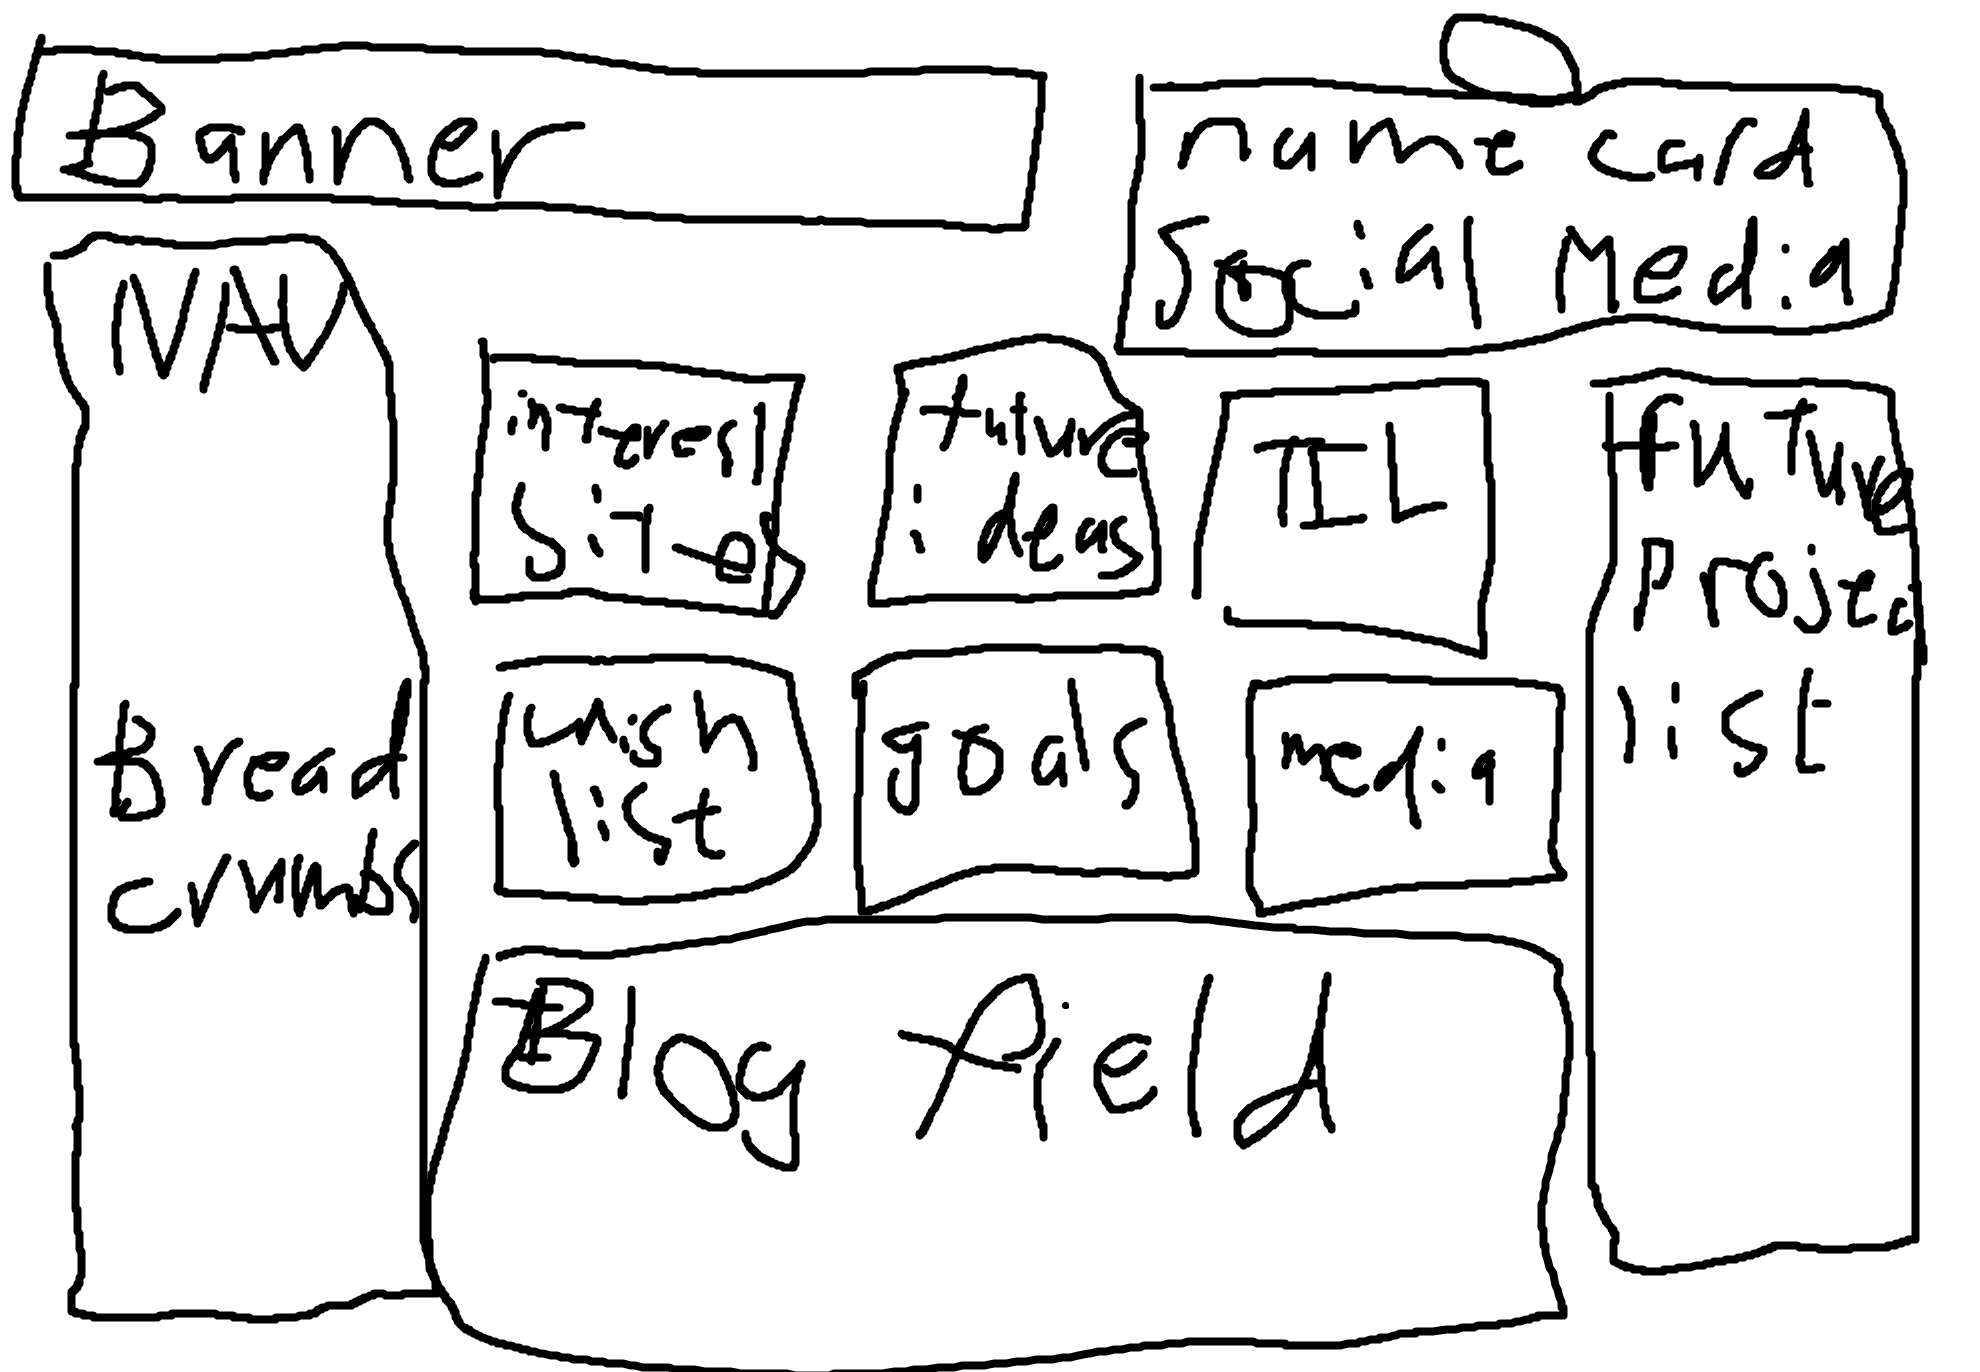 Banner
name card
social Media
NAV
Bread
crumbs
interest
sites
future
ideas
TIL
future
Projec
list
wish
list
goals
media
Blog field